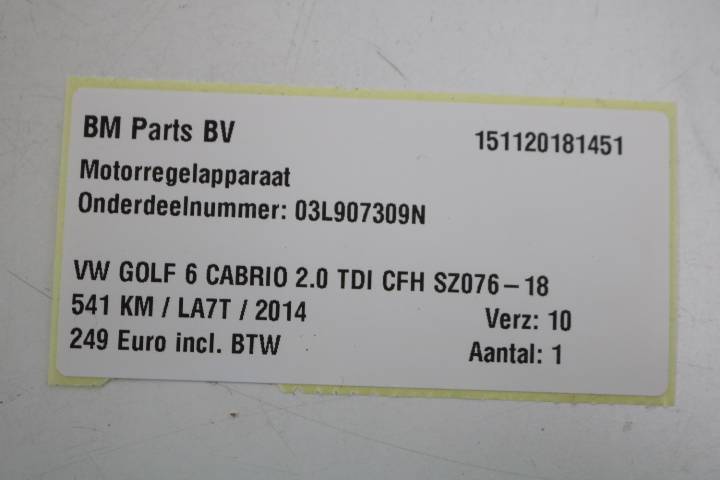 BM Parts BV 151120181451
Motorregelapparaat
Onderdeelnummer: 03L907309N
VW GOLF 6 CABRIO 2.0 TDI CFH SZ076-18
541 KM / LA7T / 2014 Verz: 10
249 Euro incl. BTW Aantal: 1